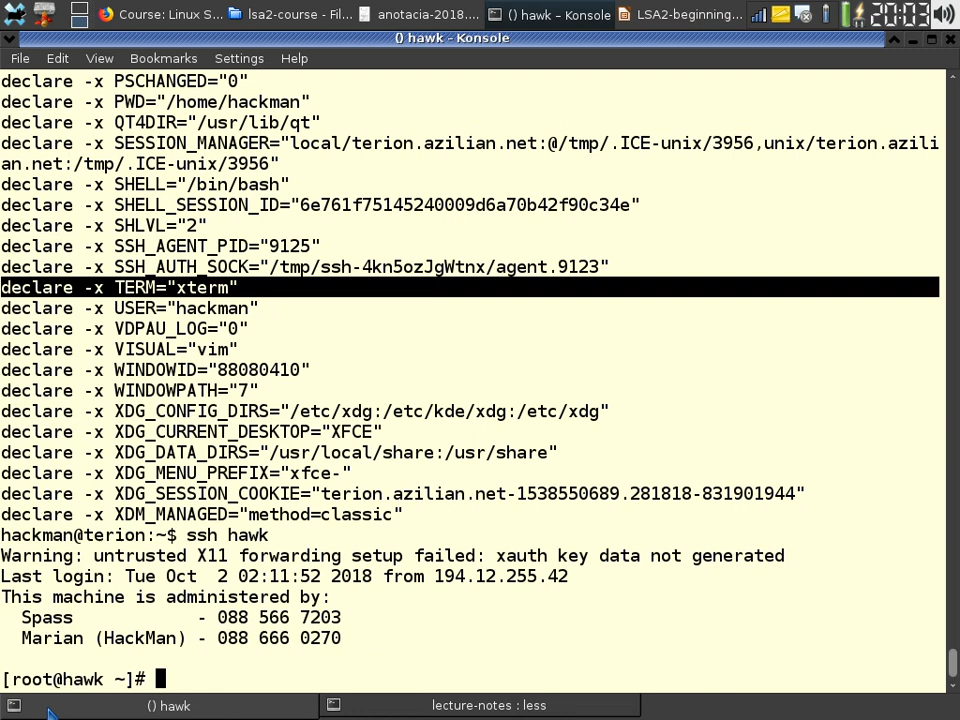 Course: Linux S...
lsa2-course - Fil...
anotacia-2018....
() hawk – Konsole
LSA2-beginning...
20:03
() hawk - Konsole
File Edit View Bookmarks Settings Help
declare -x PSCHANGED="0"
declare -x PWD="/home/hackman"
declare -x QT4DIR="/usr/lib/qt"
declare -x SESSION_MANAGER="local/terion.azilian.net:@/tmp/.ICE-unix/3956,unix/terion.azili
an.net:/tmp/.ICE-unix/3956"
declare -x SHELL="/bin/bash"
declare -x SHELL_SESSION_ID="6e761f75145240009d6a70b42f90c34e"
declare -x SHLVL="2"
declare -x SSH_AGENT_PID="9125"
declare -x SSH_AUTH_SOCK="/tmp/ssh-4kn5ozJgWtnx/agent.9123"
declare -x TERM="xterm"
declare -x USER="hackman"
declare -x VDPAU_LOG="0"
declare -x VISUAL="vim"
declare -x WINDOWID="88080410"
declare -x WINDOWPATH="7"
declare -x XDG_CONFIG_DIRS="/etc/xdg:/etc/kde/xdg:/etc/xdg"
declare -x XDG_CURRENT_DESKTOP="XFCE"
declare -x XDG_DATA_DIRS="/usr/local/share:/usr/share"
declare -x XDG_MENU_PREFIX="xfce-"
declare -x XDG_SESSION_COOKIE="terion.azilian.net-1538550689.281818-831901944"
declare -x XDM_MANAGED="method=classic"
hackman@terion:~$ ssh hawk
Warning: untrusted X11 forwarding setup failed: xauth key data not generated
Last login: Tue Oct  2 02:11:52 2018 from 194.12.255.42
This machine is administered by:
  Spass            - 088 566 7203
  Marian (HackMan) - 088 666 0270
[root@hawk ~]#
() hawk
lecture-notes : less